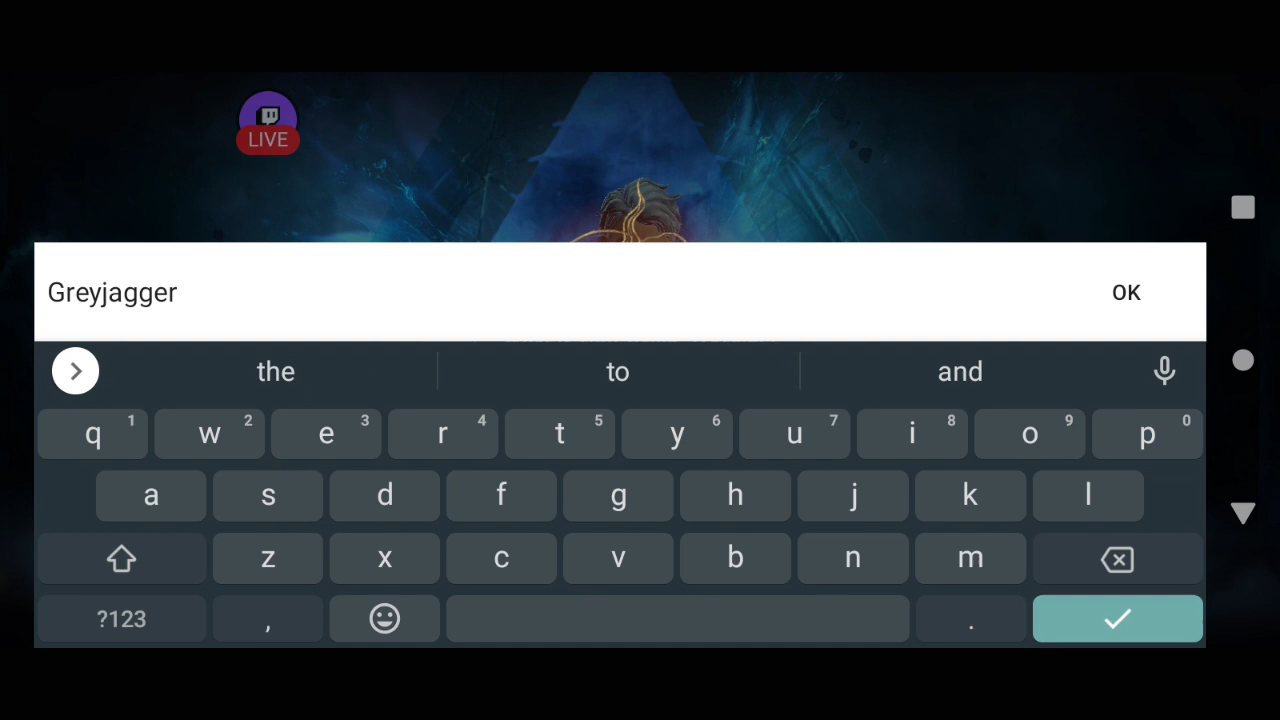 LIVE
Greyjagger OK
the to and
q 1 w 2 e 3 r 4 t 5 y 6 u 7 i 8 o 9 p 0
a s d f g h j k l
z x c v b n m
?123 , .